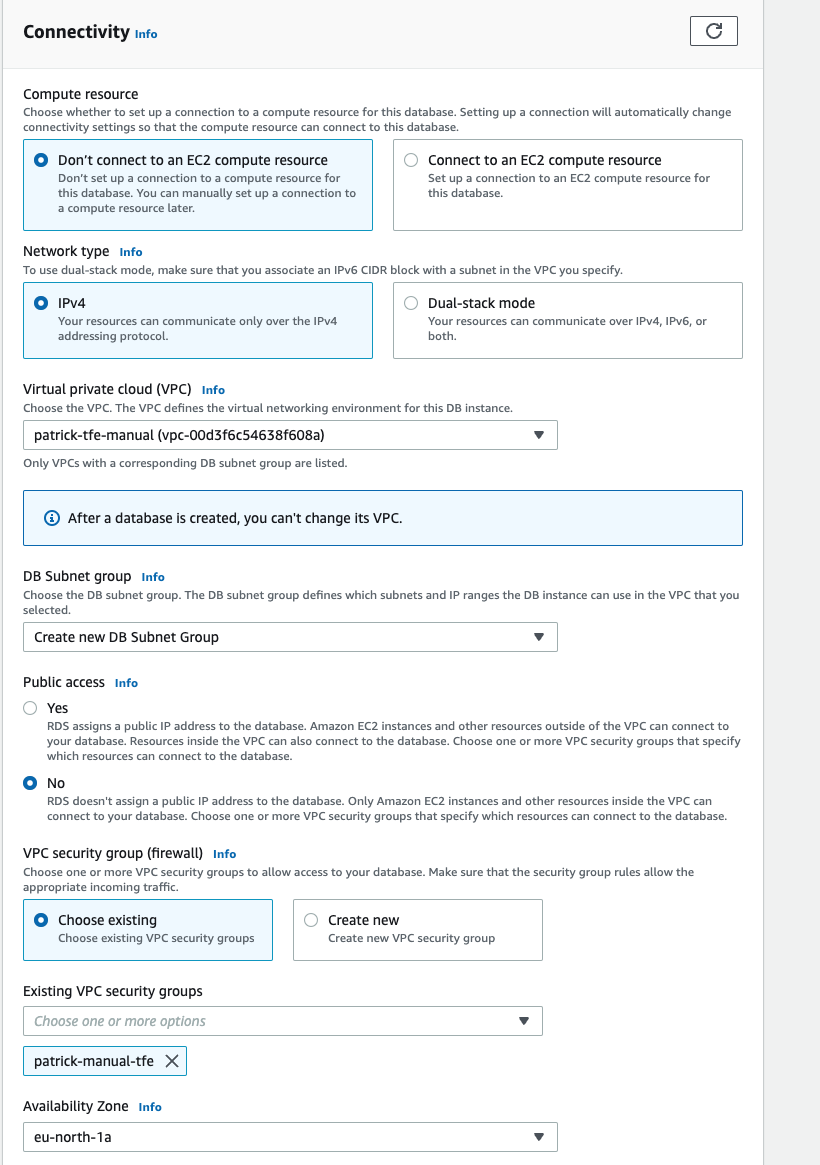 Connectivity Info
Compute resource
Choose whether to set up a connection to a compute resource for this database. Setting up a connection will automatically change
connectivity settings so that the compute resource can connect to this database.
Don't connect to an EC2 compute resource
Don't set up a connection to a compute resource for
this database. You can manually set up a connection to
a compute resource later.
Connect to an EC2 compute resource
Set up a connection to an EC2 compute resource for
this database.
Network type Info
To use dual-stack mode, make sure that you associate an IPv6 CIDR block with a subnet in the VPC you specify.
IPv4
Your resources can communicate only over the IPv4
addressing protocol.
Dual-stack mode
Your resources can communicate over IPv4, IPv6, or
both.
Virtual private cloud (VPC) Info
Choose the VPC. The VPC defines the virtual networking environment for this DB instance.
patrick-tfe-manual (vpc-00d3f6c54638f608a)
Only VPCs with a corresponding DB subnet group are listed.
After a database is created, you can't change its VPC.
DB Subnet group Info
Choose the DB subnet group. The DB subnet group defines which subnets and IP ranges the DB instance can use in the VPC that you
selected.
Create new DB Subnet Group
Public access Info
Yes
RDS assigns a public IP address to the database. Amazon EC2 instances and other resources outside of the VPC can connect to
your database. Resources inside the VPC can also connect to the database. Choose one or more VPC security groups that specify
which resources can connect to the database.
No
RDS doesn't assign a public IP address to the database. Only Amazon EC2 instances and other resources inside the VPC can
connect to your database. Choose one or more VPC security groups that specify which resources can connect to the database.
VPC security group (firewall) Info
Choose one or more VPC security groups to allow access to your database. Make sure that the security group rules allow the
appropriate incoming traffic.
Choose existing
Choose existing VPC security groups
Create new
Create new VPC security group
Existing VPC security groups
Choose one or more options
patrick-manual-tfe
Availability Zone Info
eu-north-1a